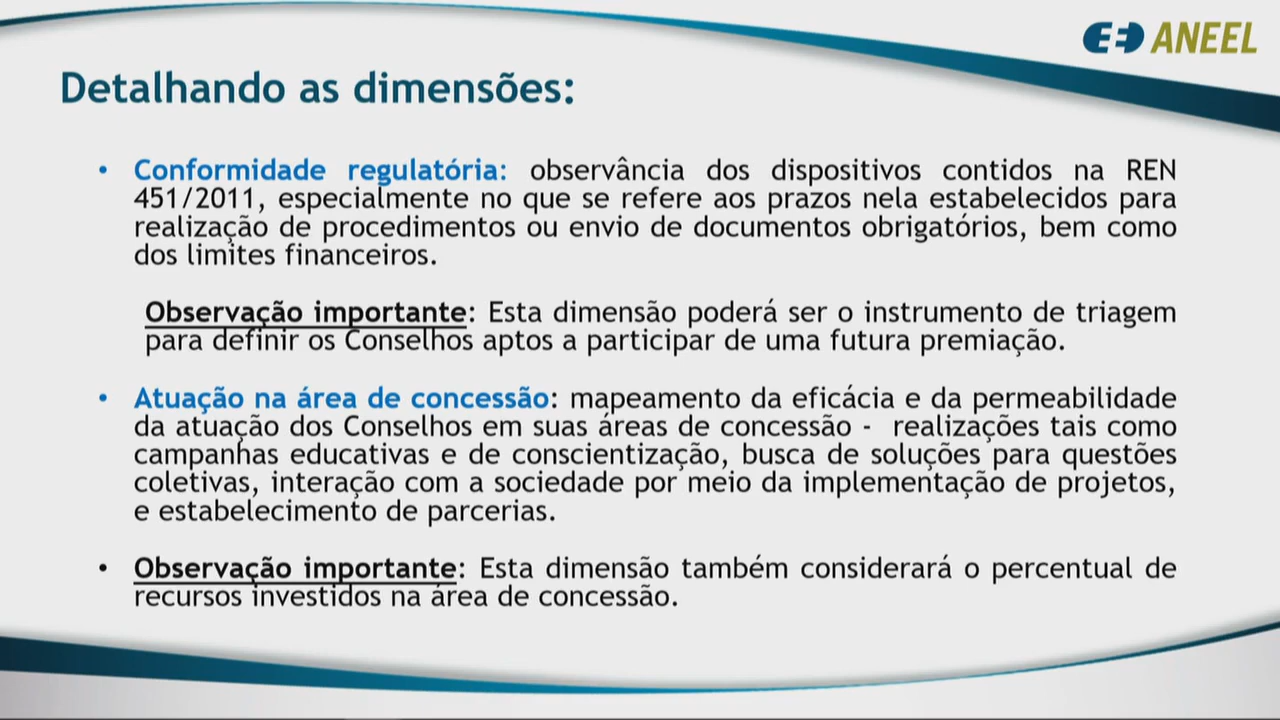 ANEEL
Detalhando as dimensões:
• Conformidade regulatória: observância dos dispositivos contidos na REN
451/2011, especialmente no que se refere aos prazos nela estabelecidos para
realização de procedimentos ou envio de documentos obrigatórios, bem como
dos limites financeiros.
Observação importante: Esta dimensão poderá ser o instrumento de triagem
para definir os Conselhos aptos a participar de uma futura premiação.
• Atuação na área de concessão: mapeamento da eficácia e da permeabilidade
da atuação dos Conselhos em suas áreas de concessão - realizações tais como
campanhas educativas e de conscientização, busca de soluções para questões
coletivas, interação com a sociedade por meio da implementação de projetos,
e estabelecimento de parcerias.
• Observação importante: Esta dimensão também considerará o percentual de
recursos investidos na área de concessão.